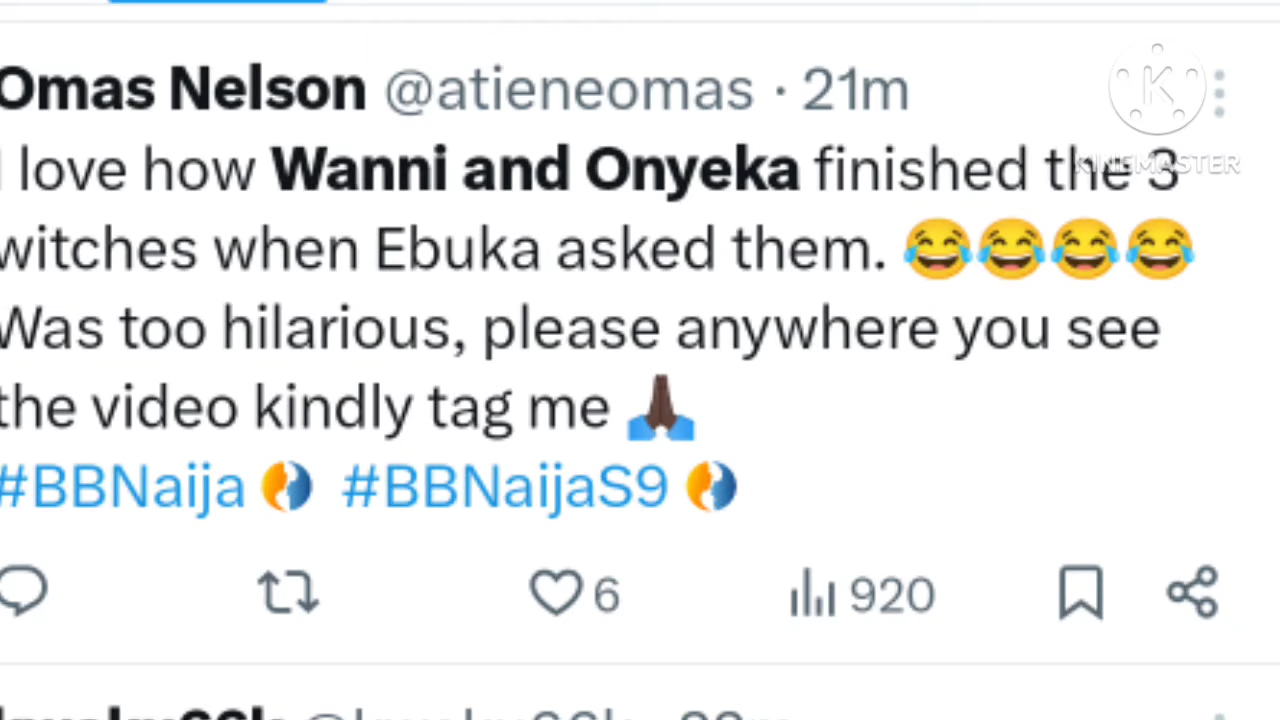 Omas Nelson @atieneomas · 21m
love how Wanni and Onyeka finished the 3
witches when Ebuka asked them. 😂😂😂😂
Was too hilarious, please anywhere you see
the video kindly tag me 🙏🏿
#BBNaija #BBNaijaS9
6 920
K
KINEMASTER